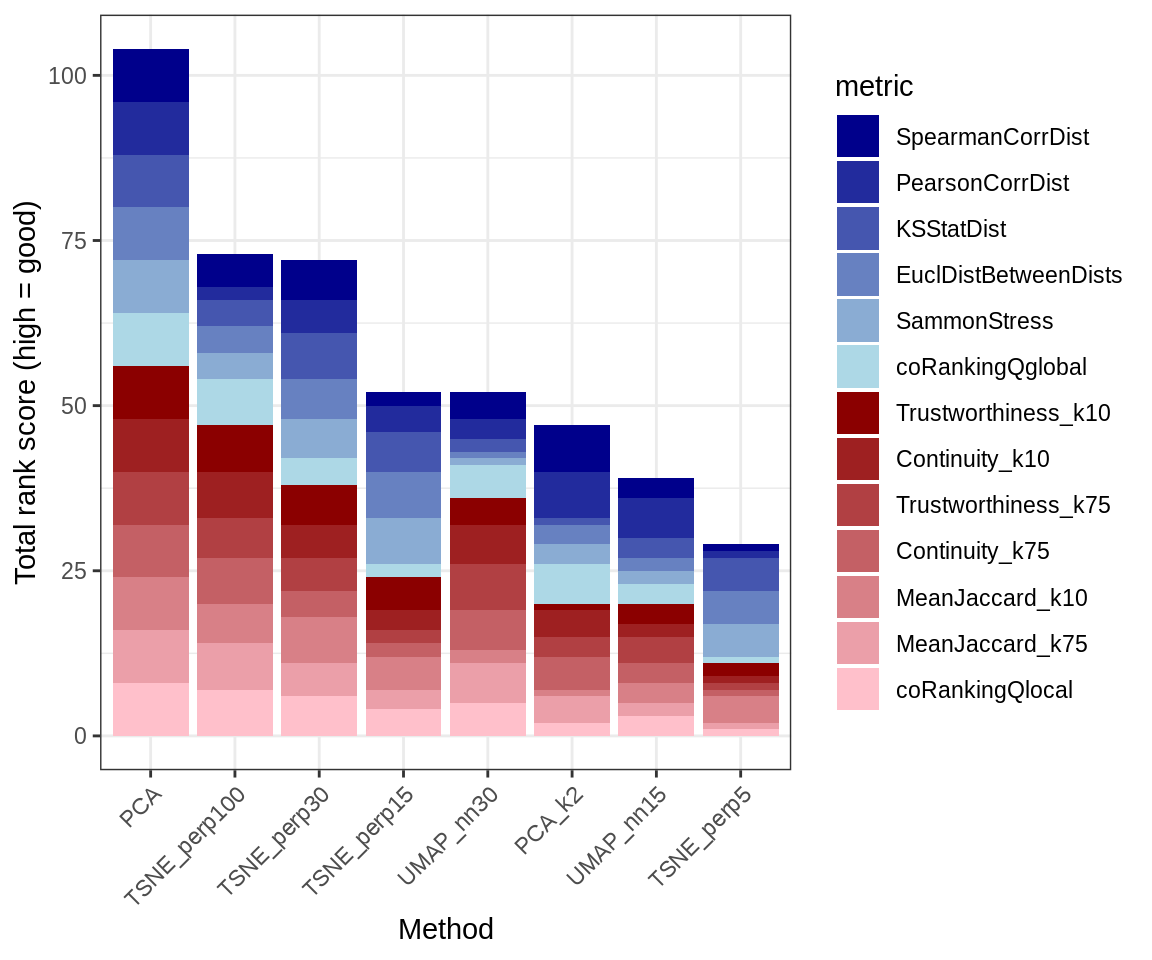 Total rank score (high = good)
100
75
50
25
0
PCA
TSNE_perp100
TSNE_perp30
TSNE_perp15
UMAP_nn30
PCA_k2
UMAP_nn15
TSNE_perp5
Method
metric
SpearmanCorrDist
PearsonCorrDist
KSStatDist
EuclDistBetweenDists
SammonStress
coRankingQglobal
Trustworthiness_k10
Continuity_k10
Trustworthiness_k75
Continuity_k75
MeanJaccard_k10
MeanJaccard_k75
coRankingQlocal